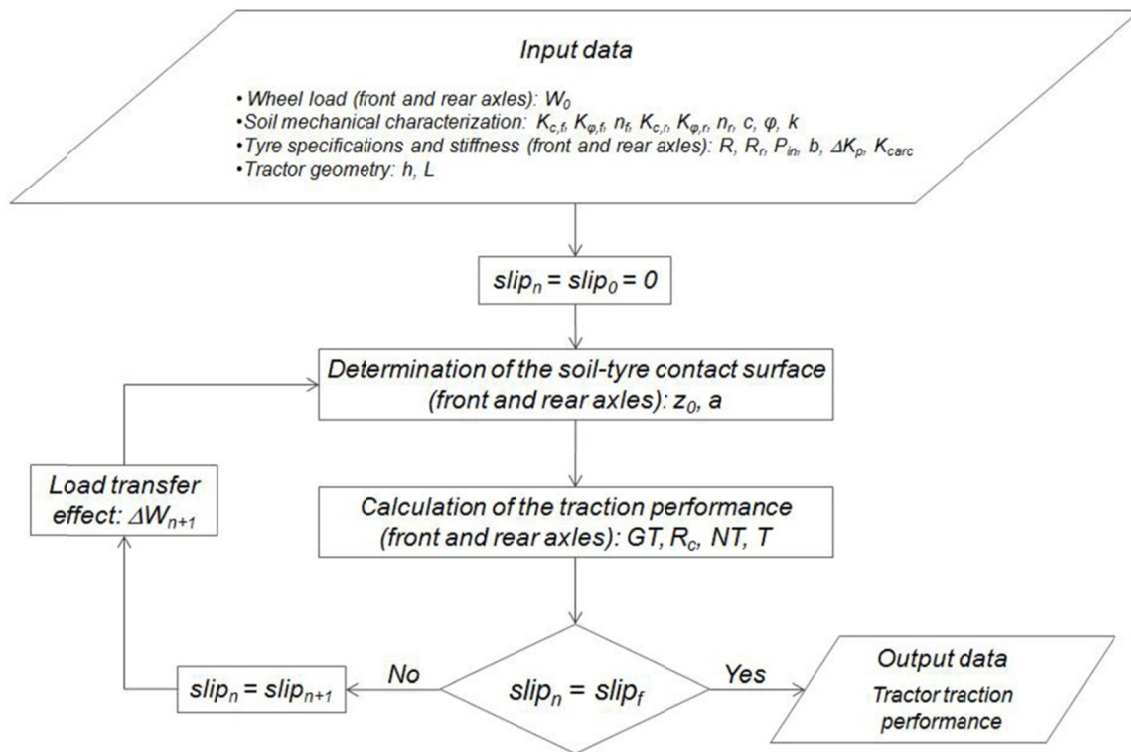 Input data
• Wheel load (front and rear axles): W₀
• Soil mechanical characterization: K_c,f, K_φ,f, n_f, K_c,r, K_φ,r, n_r, c, φ, k
• Tyre specifications and stiffness (front and rear axles): R, R_r, P_in, b, ΔK_p, K_carc
• Tractor geometry: h, L
slip_n = slip_0 = 0
Determination of the soil-tyre contact surface
(front and rear axles): z₀, a
Load transfer
effect: ΔW_n+1
Calculation of the traction performance
(front and rear axles): GT, R_c, NT, T
No
Yes
slip_n = slip_n+1
slip_n = slip_f
Output data
Tractor traction
performance